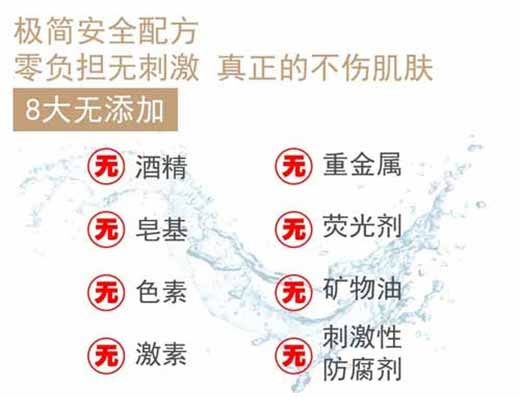 极简安全配方
零负担无刺激 真正的不伤肌肤
8大无添加
无 酒精
无 重金属
无 皂基
无 荧光剂
无 色素
无 矿物油
无 激素
无 刺激性
防腐剂